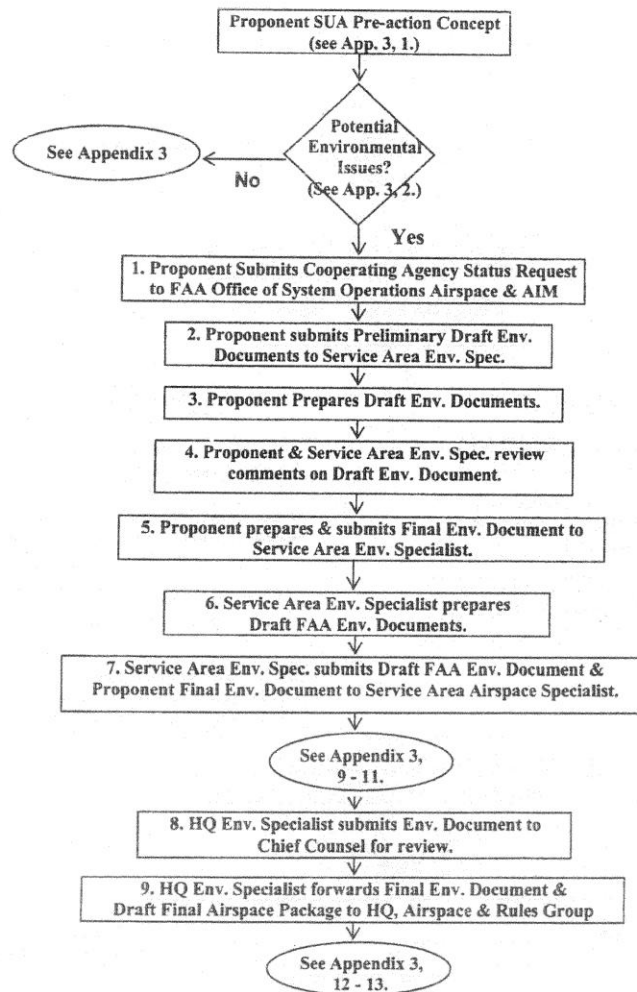 Proponent SUA Pre-action Concept
(see App. 3, 1.)
Potential
Environmental
Issues?
(See App. 3, 2.)
See Appendix 3
No
Yes
1. Proponent Submits Cooperating Agency Status Request
to FAA Office of System Operations Airspace & AIM
2. Proponent submits Preliminary Draft Env.
Documents to Service Area Env. Spec.
3. Proponent Prepares Draft Env. Documents.
4. Proponent & Service Area Env. Spec. review
comments on Draft Env. Document.
5. Proponent prepares & submits Final Env. Document to
Service Area Env. Specialist.
6. Service Area Env. Specialist prepares
Draft FAA Env. Documents.
7. Service Area Env. Spec. submits Draft FAA Env. Document &
Proponent Final Env. Document to Service Area Airspace Specialist.
See Appendix 3,
9 - 11.
8. HQ Env. Specialist submits Env. Document to
Chief Counsel for review.
9. HQ Env. Specialist forwards Final Env. Document &
Draft Final Airspace Package to HQ, Airspace & Rules Group
See Appendix 3,
12 - 13.